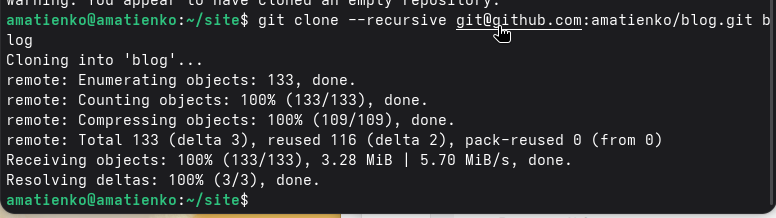 warning: You appear to have cloned an empty repository.
amatienko@amatienko:~/site$ git clone --recursive git@github.com:amatienko/blog.git b
log
Cloning into 'blog'...
remote: Enumerating objects: 133, done.
remote: Counting objects: 100% (133/133), done.
remote: Compressing objects: 100% (109/109), done.
remote: Total 133 (delta 3), reused 116 (delta 2), pack-reused 0 (from 0)
Receiving objects: 100% (133/133), 3.28 MiB | 5.70 MiB/s, done.
Resolving deltas: 100% (3/3), done.
amatienko@amatienko:~/site$